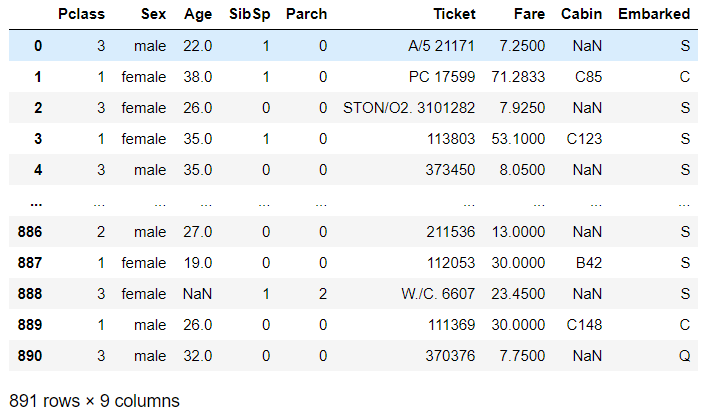 Pclass Sex Age SibSp Parch Ticket Fare Cabin Embarked
0 3 male 22.0 1 0 A/5 21171 7.2500 NaN S
1 1 female 38.0 1 0 PC 17599 71.2833 C85 C
2 3 female 26.0 0 0 STON/O2. 3101282 7.9250 NaN S
3 1 female 35.0 1 0 113803 53.1000 C123 S
4 3 male 35.0 0 0 373450 8.0500 NaN S
... ... ... ... ... ... ... ... ... ...
886 2 male 27.0 0 0 211536 13.0000 NaN S
887 1 female 19.0 0 0 112053 30.0000 B42 S
888 3 female NaN 1 2 W./C. 6607 23.4500 NaN S
889 1 male 26.0 0 0 111369 30.0000 C148 C
890 3 male 32.0 0 0 370376 7.7500 NaN Q
891 rows × 9 columns